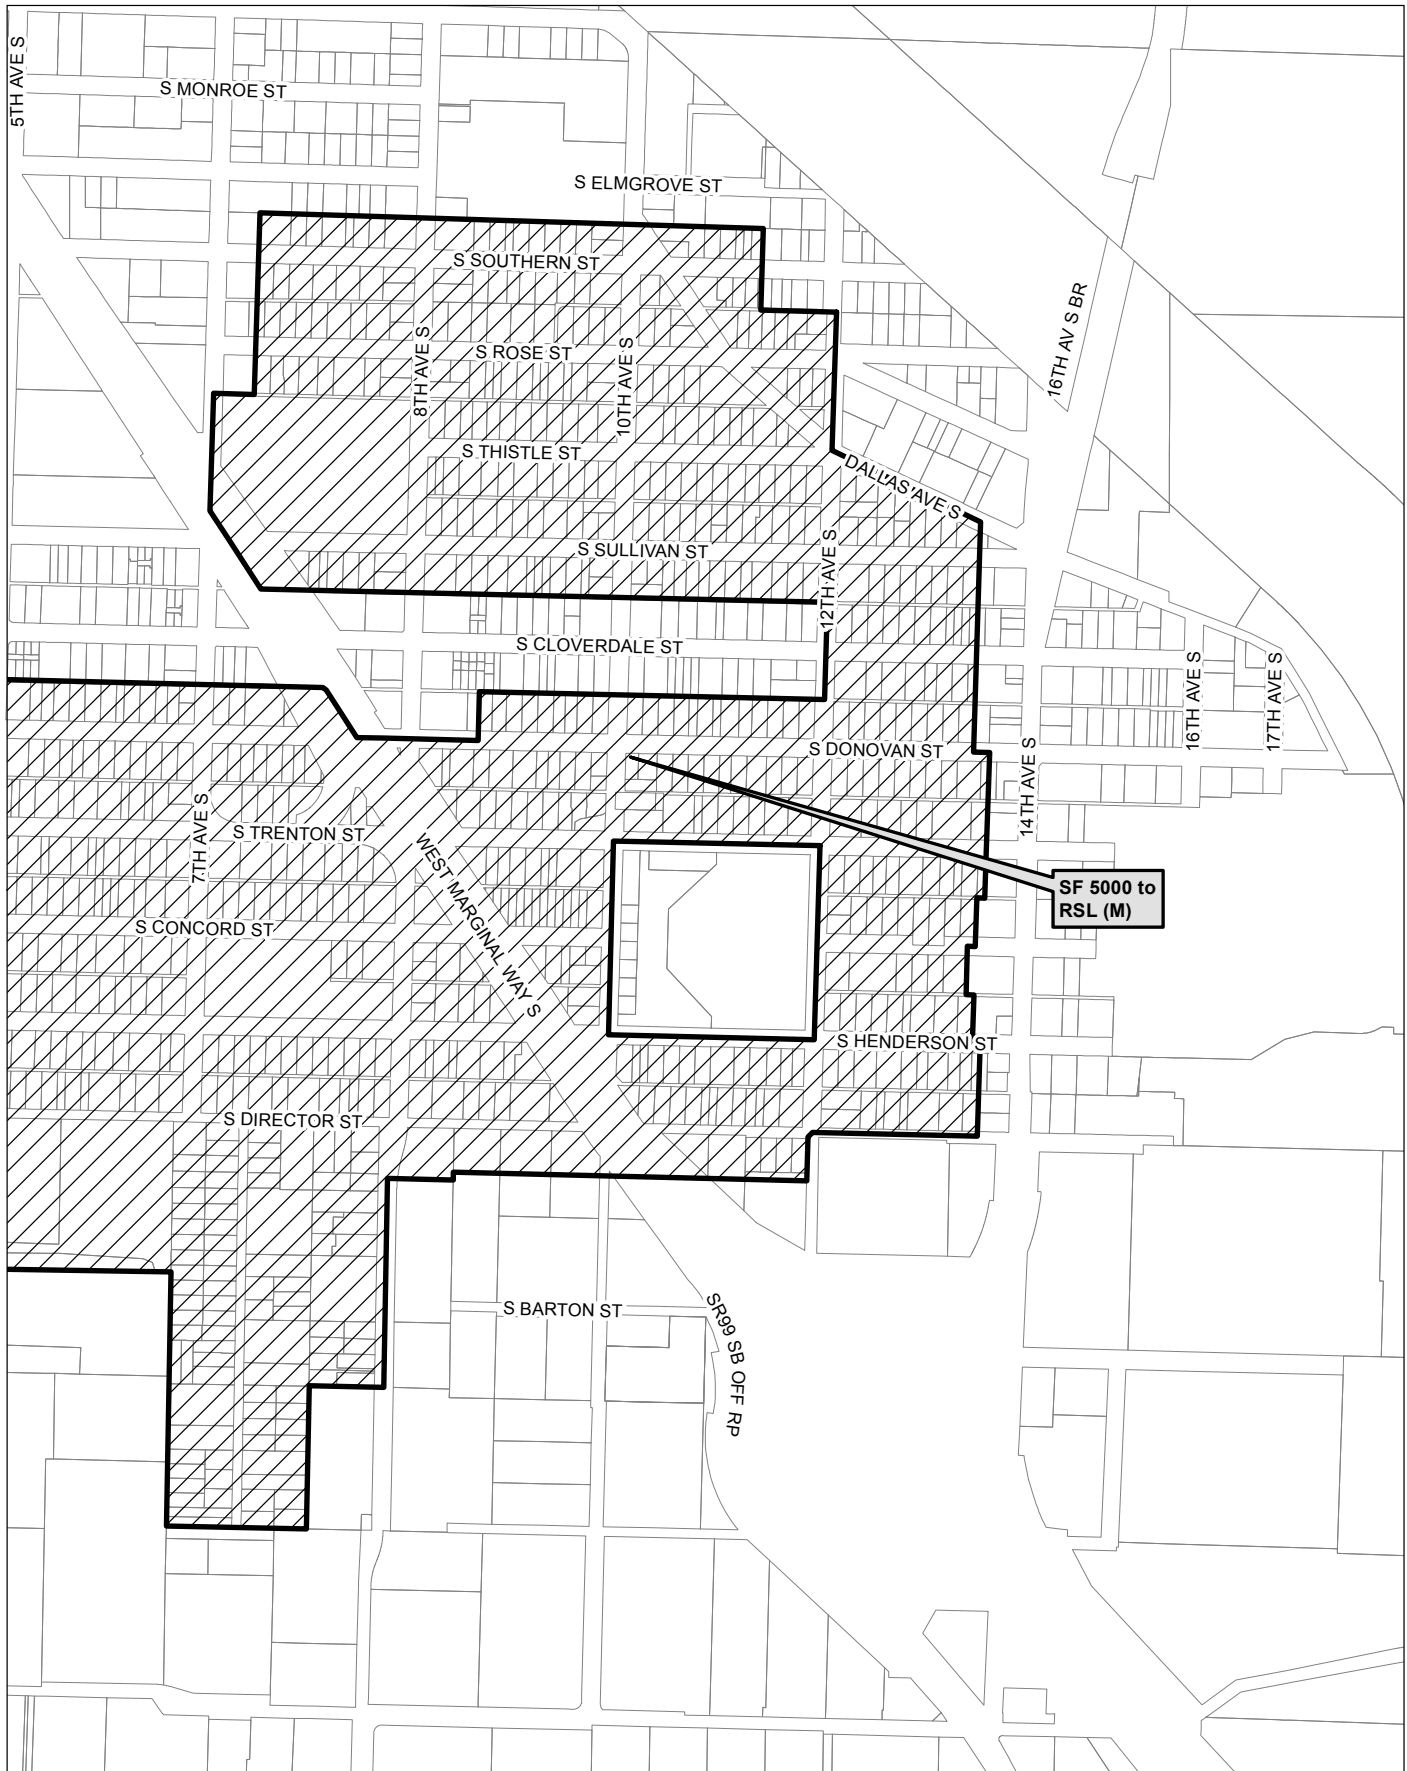 5TH AVE S
S MONROE ST
S ELMGROVE ST
S SOUTHERN ST
16TH AV S BR
8TH AVE S
S ROSE ST
10TH AVE S
S THISTLE ST
DALLAS AVE S
S SULLIVAN ST
12TH AVE S
S CLOVERDALE ST
16TH AVE S
17TH AVE S
S DONOVAN ST
14TH AVE S
7TH AVE S
S TRENTON ST
WEST MARGINAL WAY S
SF 5000 to
RSL (M)
S CONCORD ST
S HENDERSON ST
S DIRECTOR ST
S BARTON ST
SR99 SB OFF RP